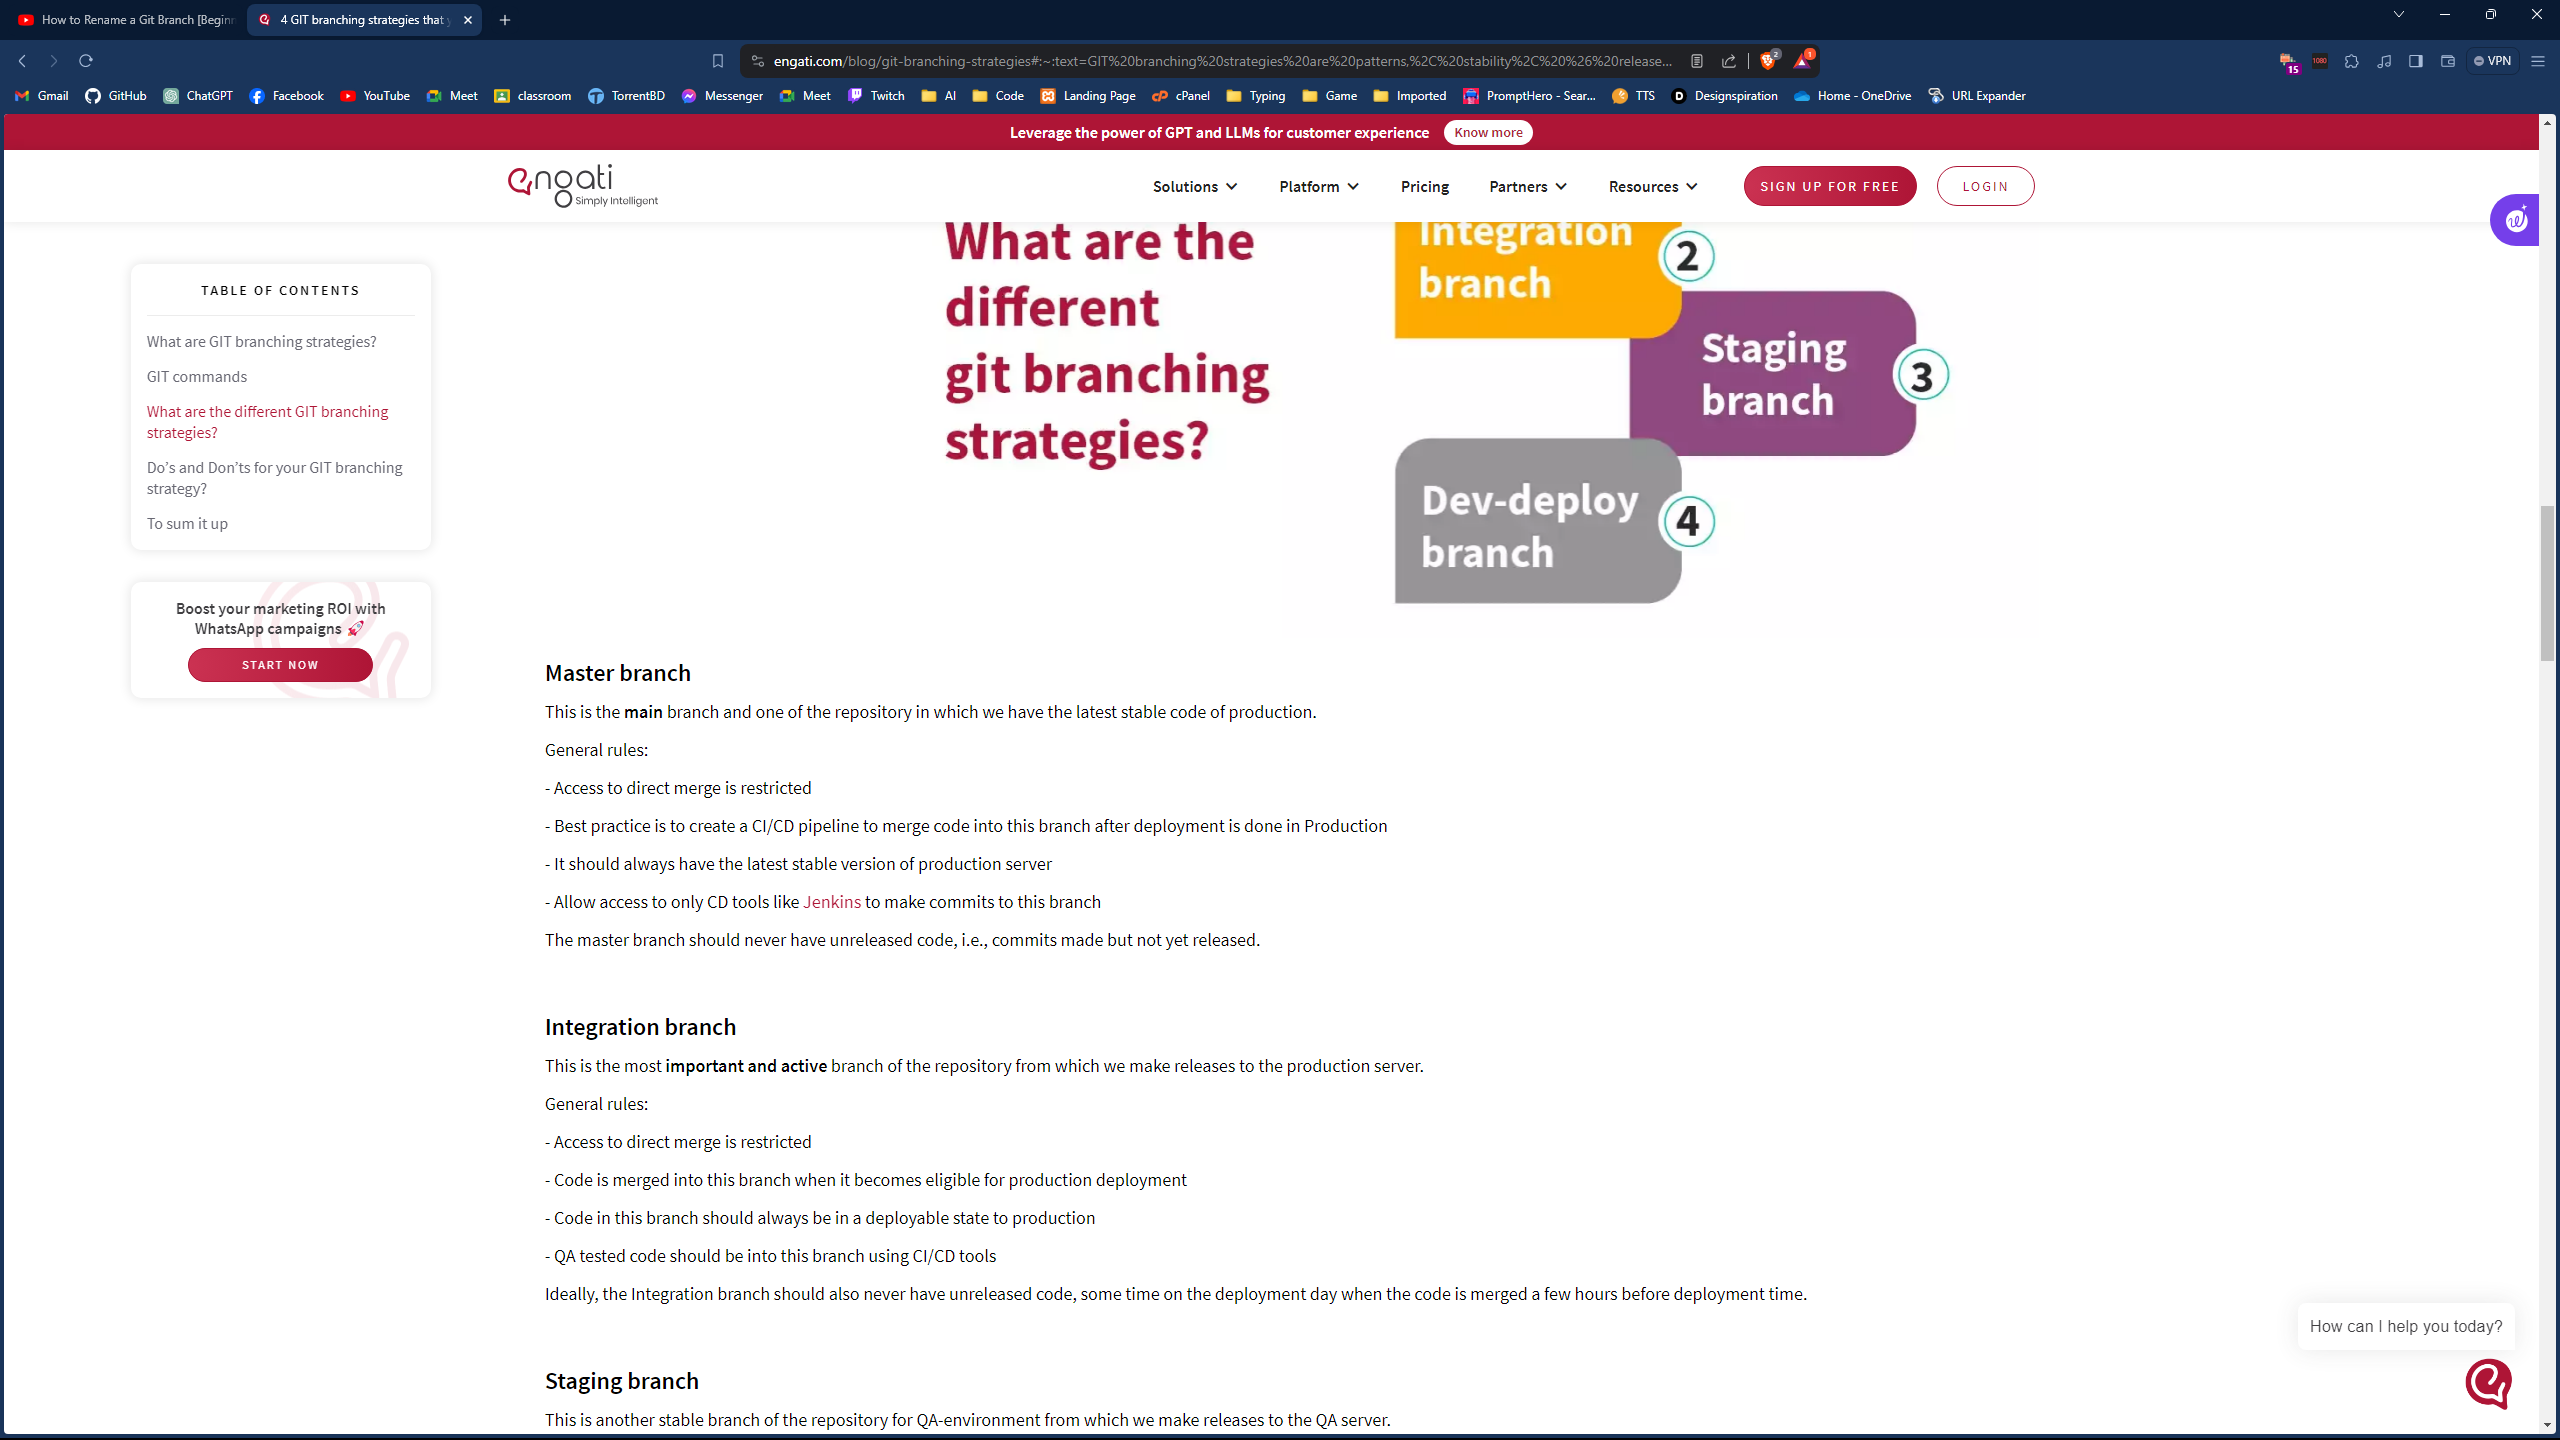 How to Rename a Git Branch [Beginn
4 GIT branching strategies that y
engati.com/blog/git-branching-strategies#:~:text=GIT%20branching%20strategies%20are%20patterns,%2C%20stability%2C%20%26%20release...
2
1
15
1080
VPN
Gmail
GitHub
ChatGPT
Facebook
YouTube
Meet
classroom
TorrentBD
Messenger
Meet
Twitch
AI
Code
Landing Page
cPanel
Typing
Game
Imported
PromptHero - Sear...
TTS
Designspiration
Home - OneDrive
URL Expander
Leverage the power of GPT and LLMs for customer experience
Know more
engati
Simply Intelligent
Solutions
Platform
Pricing
Partners
Resources
SIGN UP FOR FREE
LOGIN
TABLE OF CONTENTS
What are GIT branching strategies?
GIT commands
What are the different GIT branching
strategies?
Do’s and Don’ts for your GIT branching
strategy?
To sum it up
Boost your marketing ROI with
WhatsApp campaigns 🚀
START NOW
What are the
different
git branching
strategies?
Integration
branch
2
Staging
branch
3
Dev-deploy
branch
4
Master branch
This is the main branch and one of the repository in which we have the latest stable code of production.
General rules:
- Access to direct merge is restricted
- Best practice is to create a CI/CD pipeline to merge code into this branch after deployment is done in Production
- It should always have the latest stable version of production server
- Allow access to only CD tools like Jenkins to make commits to this branch
The master branch should never have unreleased code, i.e., commits made but not yet released.
Integration branch
This is the most important and active branch of the repository from which we make releases to the production server.
General rules:
- Access to direct merge is restricted
- Code is merged into this branch when it becomes eligible for production deployment
- Code in this branch should always be in a deployable state to production
- QA tested code should be into this branch using CI/CD tools
Ideally, the Integration branch should also never have unreleased code, some time on the deployment day when the code is merged a few hours before deployment time.
Staging branch
This is another stable branch of the repository for QA-environment from which we make releases to the QA server.
How can I help you today?